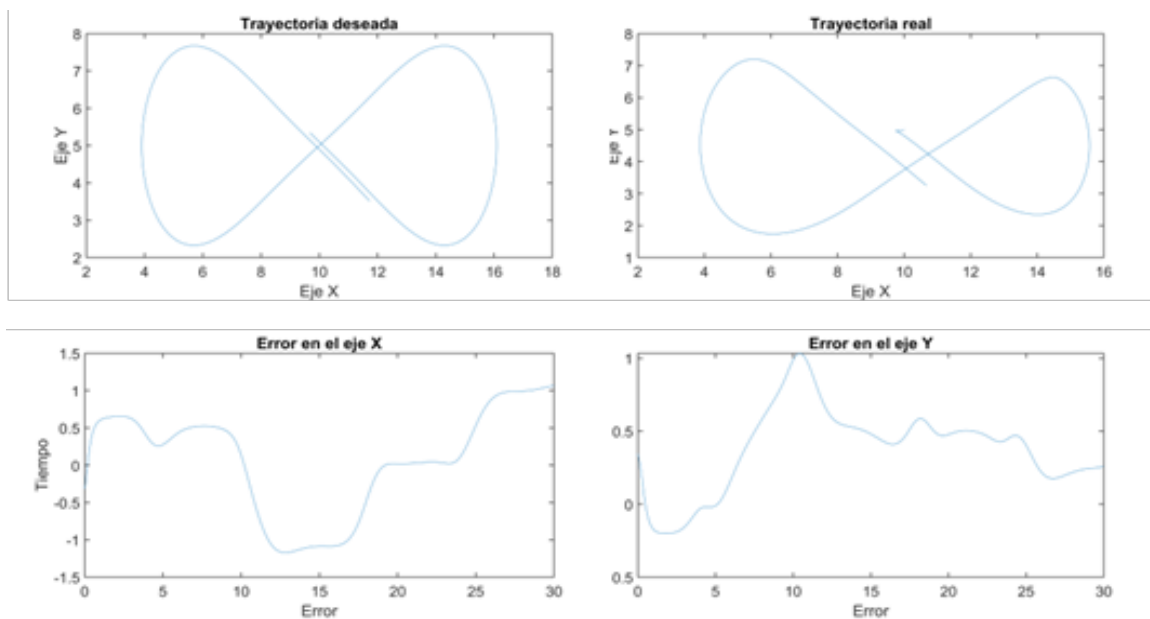 Trayectoria deseada
8
7
6
5
4
3
2
Eje Y
2 4 6 8 10 12 14 16 18
Eje X
Trayectoria real
8
7
6
5
4
3
2
1
Eje
2 4 6 8 10 12 14 16
Eje X
Error en el eje X
1.5
1
0.5
0
-0.5
-1
-1.5
Tiempo
0 5 10 15 20 25 30
Error
Error en el eje Y
1
0.5
0
0.5
0 5 10 15 20 25 30
Error